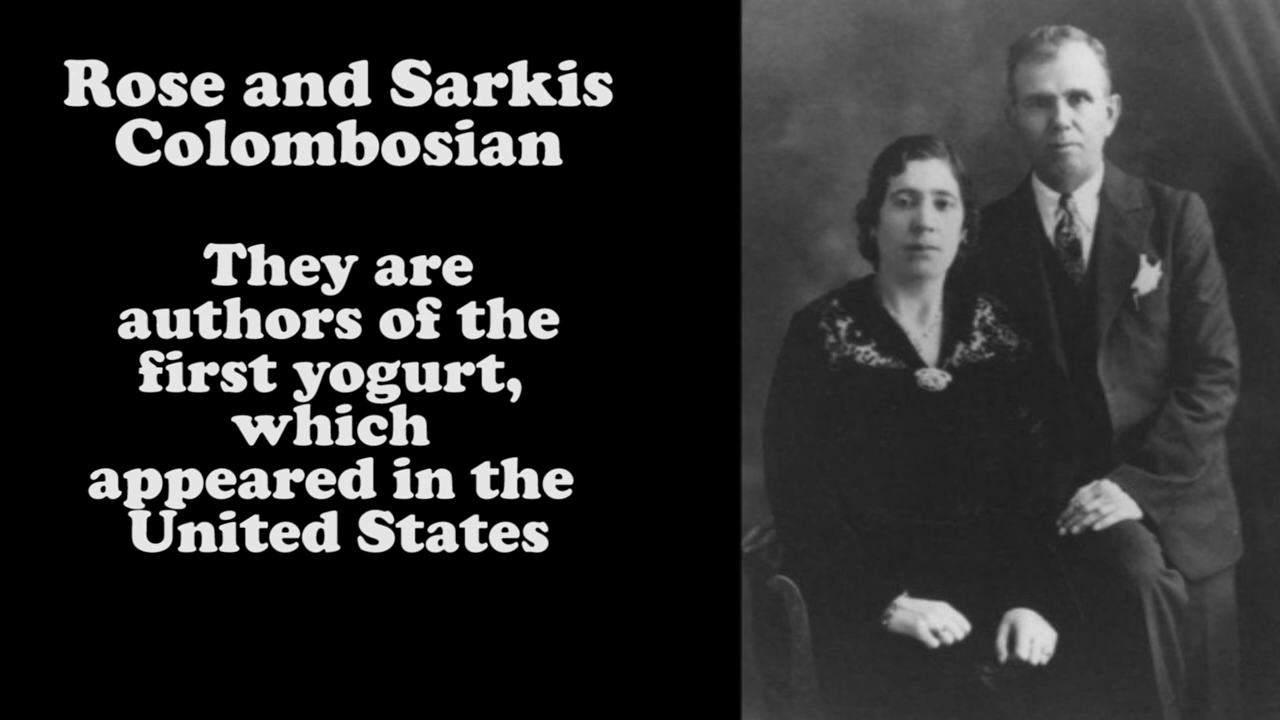 Rose and Sarkis
Colombosian
They are
authors of the
first yogurt,
which
appeared in the
United States